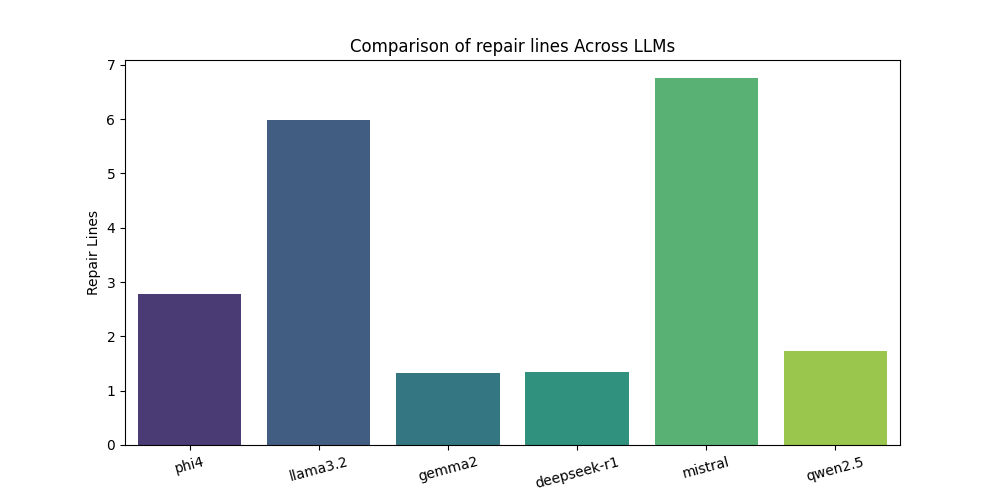 Comparison of repair lines Across LLMs
Repair Lines
7
6
5
4
3
2
1
0
phi4
llama3.2
gemma2
deepseek-r1
mistral
qwen2.5